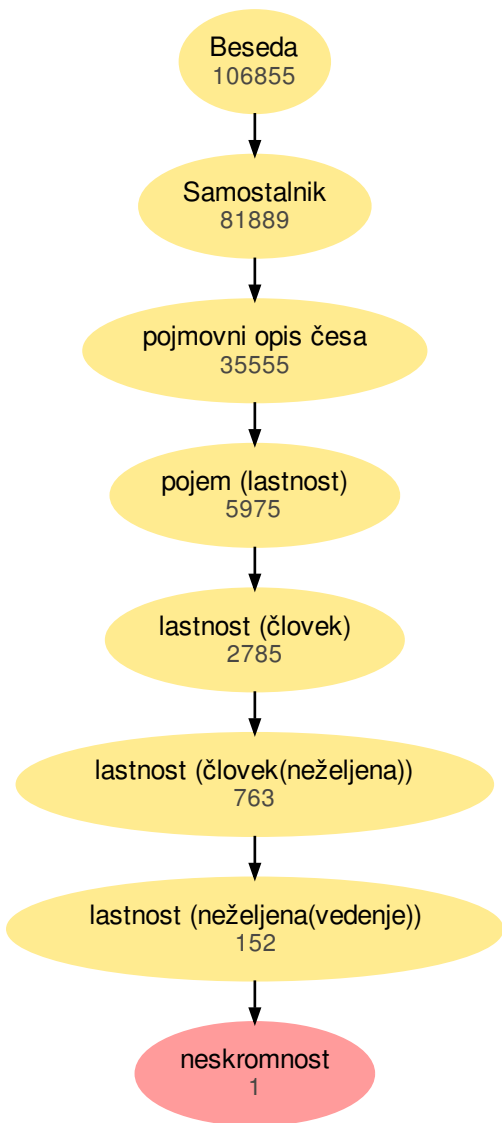 Beseda
106855
Samostalnik
81889
pojmovni opis česa
35555
pojem (lastnost)
5975
lastnost (človek)
2785
lastnost (človek(neželjena))
763
lastnost (neželjena(vedenje))
152
neskromnost
1